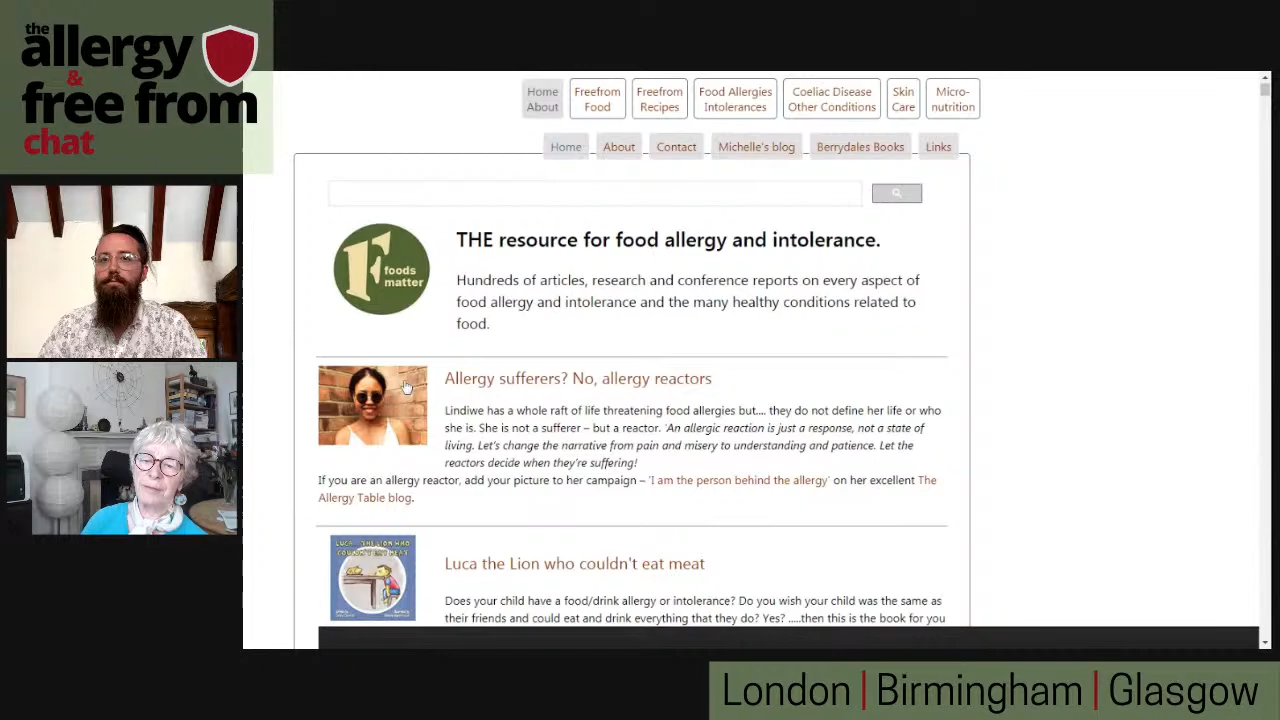 the
allergy
&
free from
chat
Home
About
Freefrom
Food
Freefrom
Recipes
Food Allergies
Intolerances
Coeliac Disease
Other Conditions
Skin
Care
Micro-
nutrition
Home
About
Contact
Michelle's blog
Berrydales Books
Links
F foods
matter
THE resource for food allergy and intolerance.
Hundreds of articles, research and conference reports on every aspect of
food allergy and intolerance and the many healthy conditions related to
food.
Allergy sufferers? No, allergy reactors
Lindiwe has a whole raft of life threatening food allergies but.... they do not define her life or who
she is. She is not a sufferer – but a reactor. 'An allergic reaction is just a response, not a state of
living. Let's change the narrative from pain and misery to understanding and patience. Let the
reactors decide when they're suffering!
If you are an allergy reactor, add your picture to her campaign – 'I am the person behind the allergy' on her excellent The
Allergy Table blog.
LUCA... THE LION WHO
COULDN'T EAT MEAT
Luca the Lion who couldn't eat meat
Does your child have a food/drink allergy or intolerance? Do you wish your child was the same as
their friends and could eat and drink everything that they do? Yes? .....then this is the book for you
London | Birmingham | Glasgow